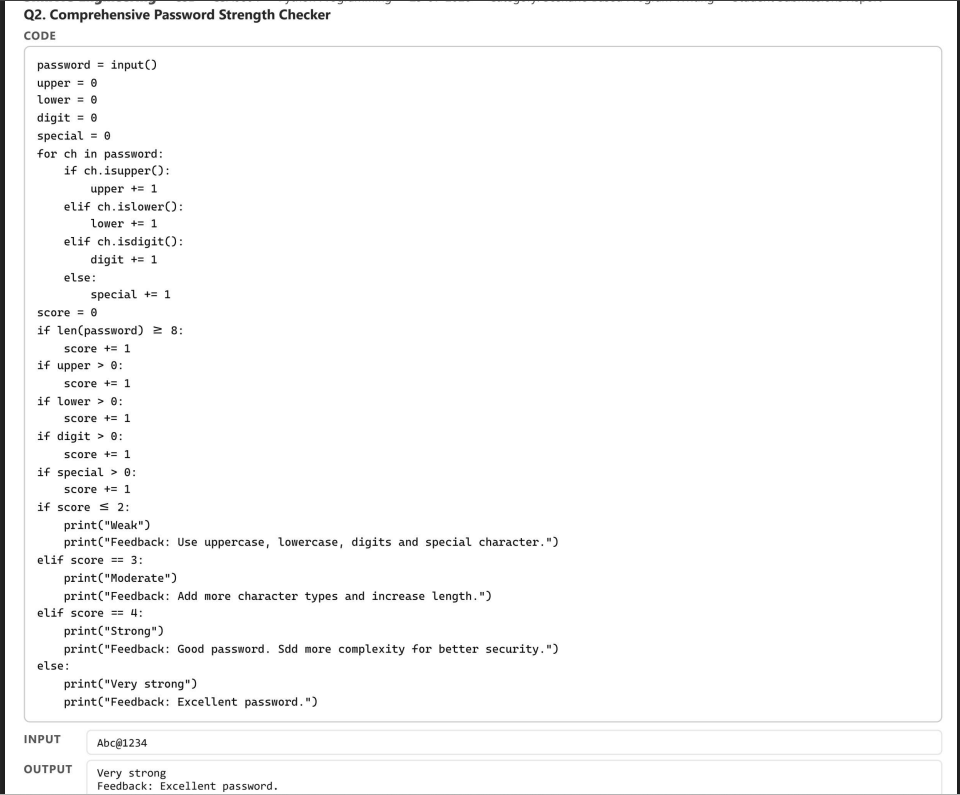 Q2. Comprehensive Password Strength Checker
CODE
password = input()
upper = 0
lower = 0
digit = 0
special = 0
for ch in password:
    if ch.isupper():
        upper += 1
    elif ch.islower():
        lower += 1
    elif ch.isdigit():
        digit += 1
    else:
        special += 1
score = 0
if len(password) ≥ 8:
    score += 1
if upper > 0:
    score += 1
if lower > 0:
    score += 1
if digit > 0:
    score += 1
if special > 0:
    score += 1
if score ≤ 2:
    print("Weak")
    print("Feedback: Use uppercase, lowercase, digits and special character.")
elif score == 3:
    print("Moderate")
    print("Feedback: Add more character types and increase length.")
elif score == 4:
    print("Strong")
    print("Feedback: Good password. Sdd more complexity for better security.")
else:
    print("Very strong")
    print("Feedback: Excellent password.")
INPUT
Abc@1234
OUTPUT
Very strong
Feedback: Excellent password.